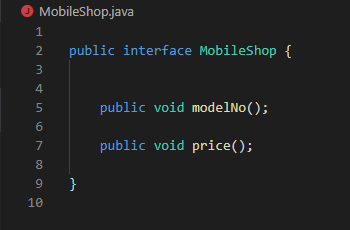 J MobileShop.java
1
2 public interface MobileShop {
3
4
5 public void modelNo();
6
7 public void price();
8
9 }
10